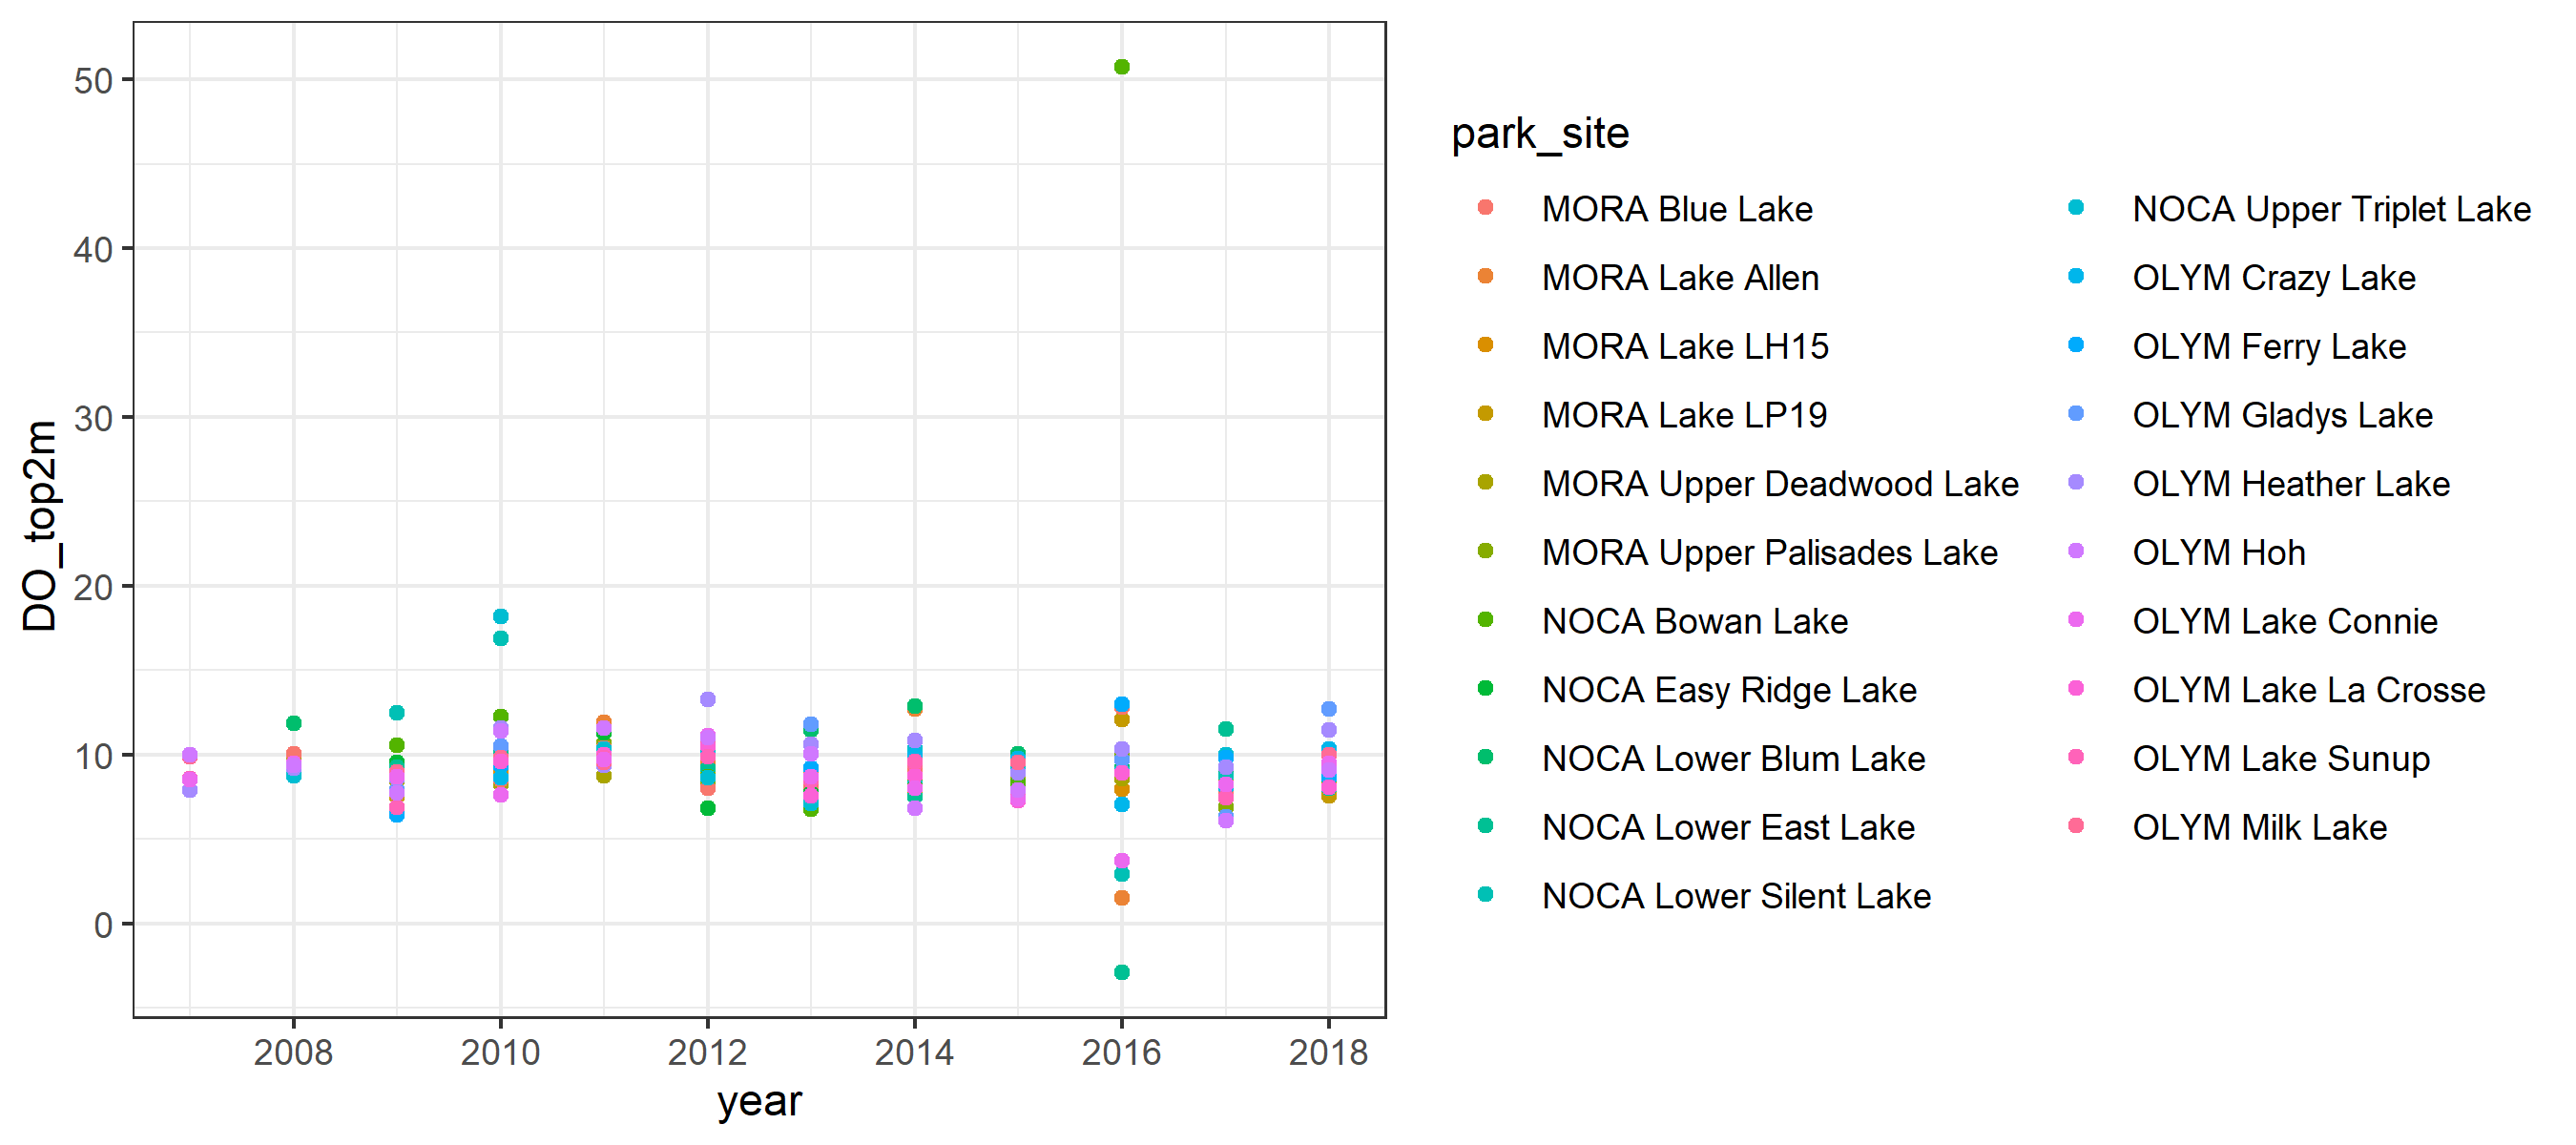 50
40
30
20
10
0
DO_top2m
2008 2010 2012 2014 2016 2018
year
park_site
MORA Blue Lake
MORA Lake Allen
MORA Lake LH15
MORA Lake LP19
MORA Upper Deadwood Lake
MORA Upper Palisades Lake
NOCA Bowan Lake
NOCA Easy Ridge Lake
NOCA Lower Blum Lake
NOCA Lower East Lake
NOCA Lower Silent Lake
NOCA Upper Triplet Lake
OLYM Crazy Lake
OLYM Ferry Lake
OLYM Gladys Lake
OLYM Heather Lake
OLYM Hoh
OLYM Lake Connie
OLYM Lake La Crosse
OLYM Lake Sunup
OLYM Milk Lake